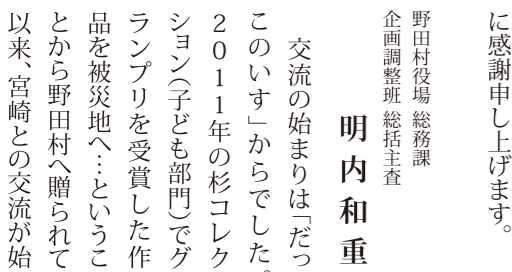 に感謝申し上げます。
野田村役場 総務課
企画調整班 総括主査
明内和重
交流の始まりは「だっ
このいす」からでした。
2011年の杉コレク
ション（子ども部門）でグ
ランプリを受賞した作
品を被災地へ…というこ
とから野田村へ贈られて
以来、宮崎との交流が始